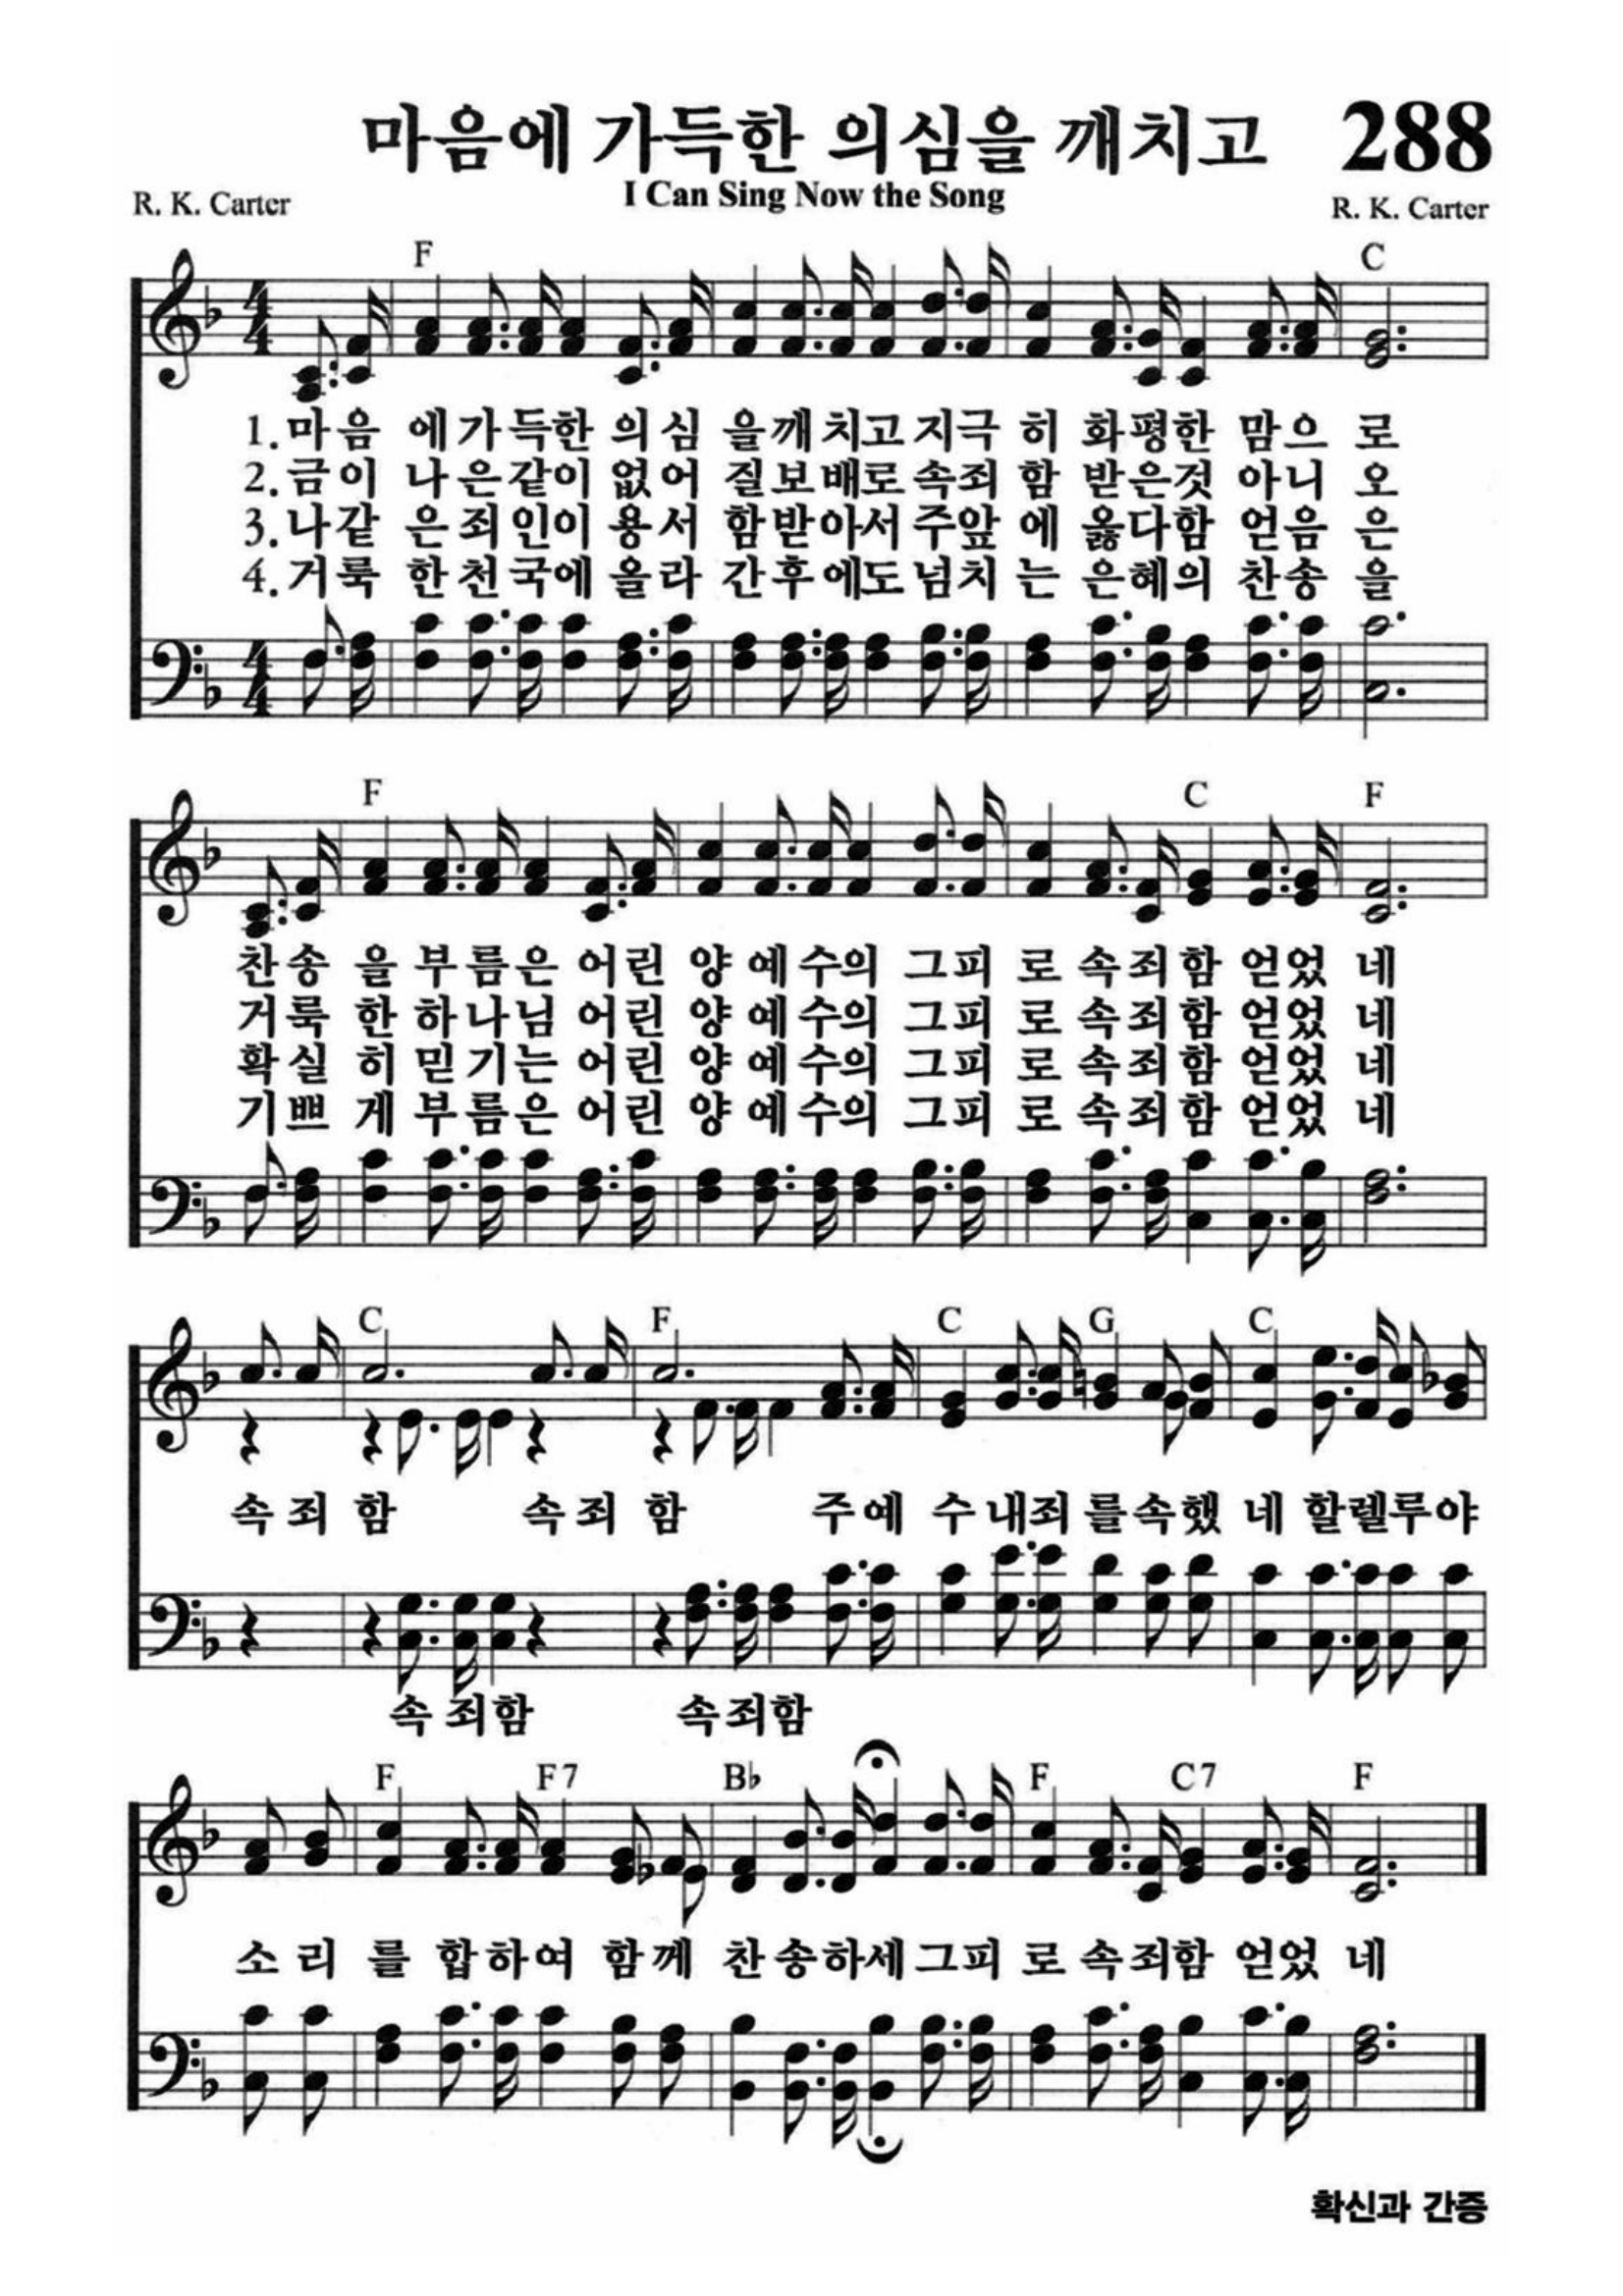 마음에 가득한 의심을 깨치고 288
I Can Sing Now the Song
R. K. Carter R. K. Carter
F C
4 4
1.마음 에가득한 의심 을깨치고지극 히 화평한 맘으 로
2.금이 나은같이 없어 질보배로속죄 함 받은것 아니 오
3.나같 은죄인이 용서 함받아서주앞 에 옳다함 얻음 은
4.거룩 한천국에 올라 간후에도넘치 는 은혜의 찬송 을
4 4
F C F
찬송 을부름은 어린 양예수의 그피 로속죄함 얻었 네
거룩 한하나님 어린 양예수의 그피 로속죄함 얻었 네
확실 히믿기는 어린 양예수의 그피 로속죄함 얻었 네
기쁘 게부름은 어린 양예수의 그피 로속죄함 얻었 네
C F C G C
속죄 함 속죄 함 주예 수내죄 를속했 네 할렐루야
속죄함 속죄함
F F7 B♭ F C7 F
소리 를 합하여 함께 찬송하세그피 로속죄함 얻었 네
확신과 간증